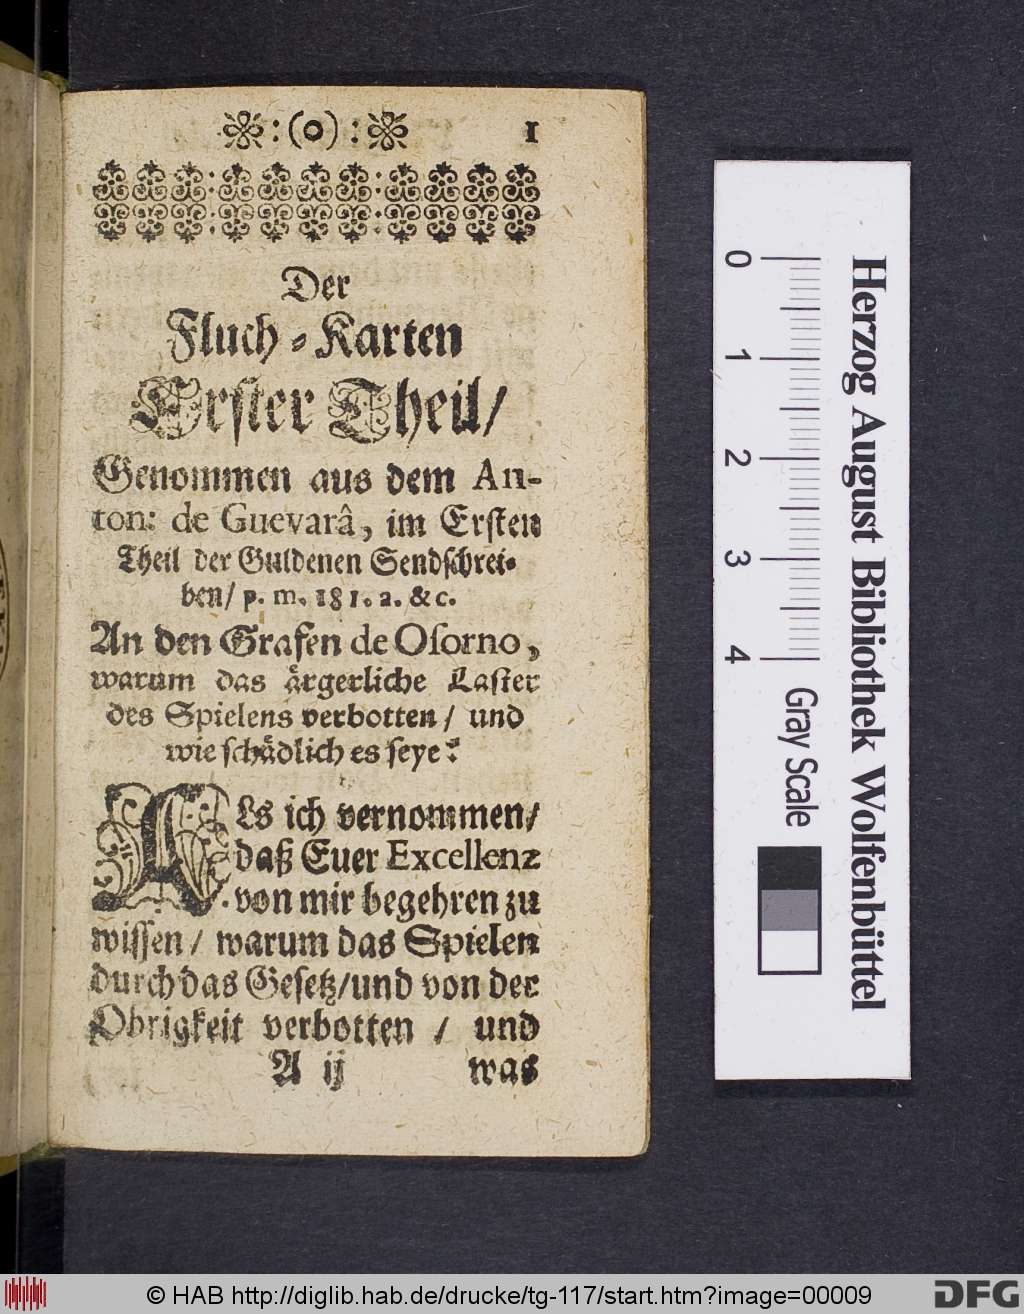 :(o): 1
Der
Fluch-Karten
Erster Theil/
Genommen aus dem An-
ton: de Guevarâ, im Ersten
Theil der Guldenen Sendschrei-
ben/ p. m. 181. 2. &c.
An den Grafen de Osorno,
warum das ärgerliche Laster
des Spielens verbotten/ und
wie schädlich es seye?
ALs ich vernommen/
daß Euer Excellenz
von mir begehren zu
wissen/ warum das Spielen
durch das Gesetz/und von der
Obrigkeit verbotten / und
A ij was
Herzog August Bibliothek Wolfenbüttel
0 1 2 3 4
Gray Scale
© HAB http://diglib.hab.de/drucke/tg-117/start.htm?image=00009
DFG